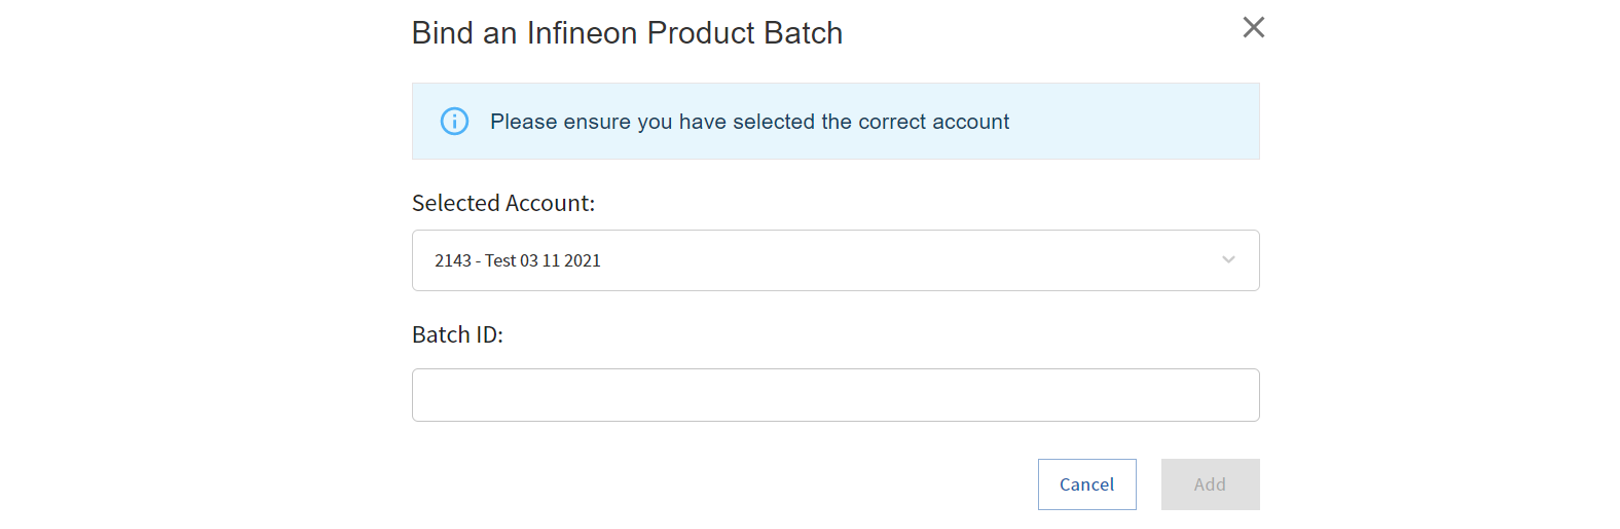 Bind an Infineon Product Batch
Please ensure you have selected the correct account
Selected Account:
2143 - Test 03 11 2021
Batch ID:
Cancel
Add